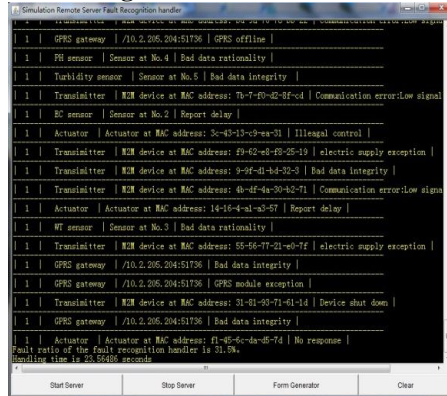 Simulation Remote Server Fault Recognition handler
| 1 | GPRS gateway | /10.2.205.204:51736 | GPRS offline |
| 1 | PH sensor | Sensor at No.4 | Bad data rationality |
| 1 | Turbidity sensor | Sensor at No.5 | Bad data integrity |
| 1 | Transimitter | M2M device at MAC address: 7b-7-f0-d2-8f-cd | Communication error:Low signal
| 1 | EC sensor | Sensor at No.2 | Report delay |
| 1 | Actuator | Actuator at MAC address: 3c-43-13-c9-ea-31 | Illeagal control |
| 1 | Transimitter | M2M device at MAC address: f9-62-e8-f8-25-19 | electric supply exception |
| 1 | Transimitter | M2M device at MAC address: 9-9f-d1-bd-32-3 | Bad data integrity |
| 1 | Transimitter | M2M device at MAC address: 4b-df-4a-30-b2-71 | Communication error:Low signa
| 1 | Actuator | Actuator at MAC address: 14-16-4-a1-a3-57 | Report delay |
| 1 | WT sensor | Sensor at No.3 | Bad data rationality |
| 1 | Transimitter | M2M device at MAC address: 55-56-77-21-e0-7f | electric supply exception |
| 1 | GPRS gateway | /10.2.205.204:51736 | Bad data integrity |
| 1 | GPRS gateway | /10.2.205.204:51736 | GPRS module exception |
| 1 | Transimitter | M2M device at MAC address: 31-81-93-71-61-1d | Device shut down |
| 1 | GPRS gateway | /10.2.205.204:51736 | Bad data integrity |
| 1 | Actuator | Actuator at MAC address: f1-45-6c-da-d5-7d | No response |
Fault ratio of the fault recognition handler is 31.5%.
Handling time is 23.56486 seconds
Start Server Stop Server Form Generator Clear